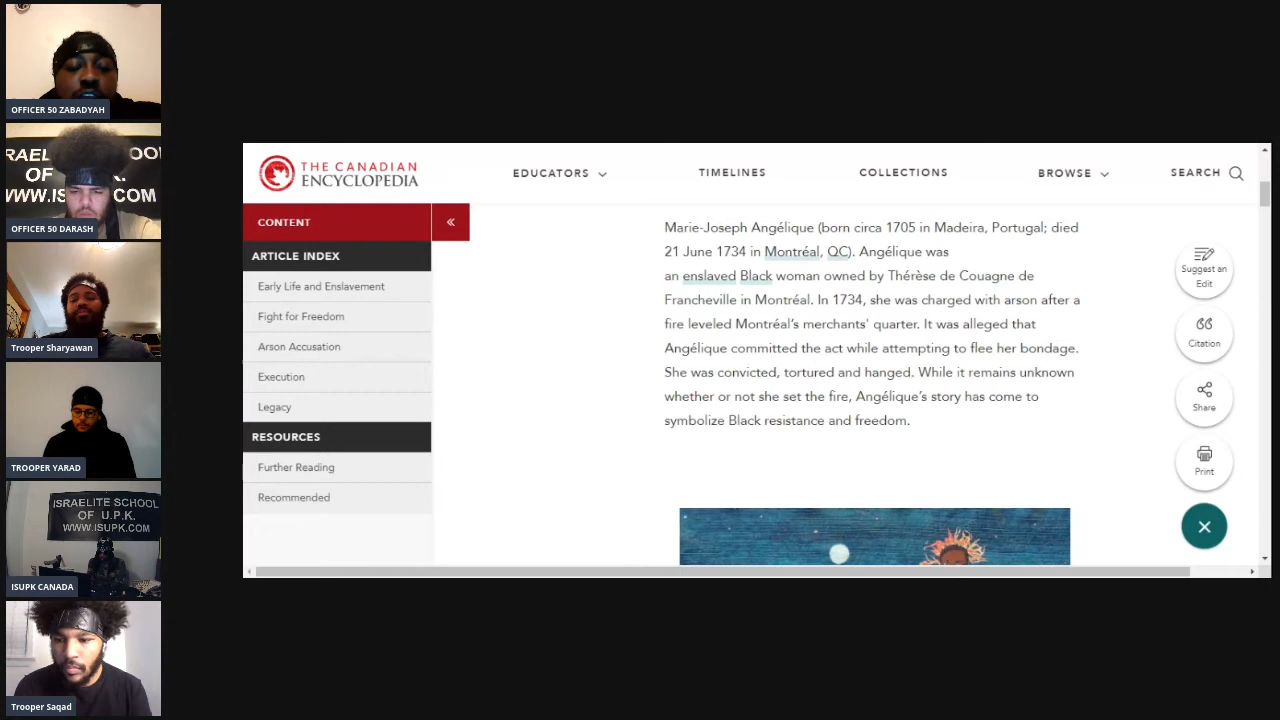 OFFICER 50 ZABADYAH
OFFICER 50 DARASH
WWW.IS
.COM
Trooper Sharyawan
TROOPER YARAD
ISRAELITE SCHOOL
OF U.P.K.
WWW.ISUPK.COM
ISUPK CANADA
Trooper Saqad
THE CANADIAN
ENCYCLOPEDIA
EDUCATORS
TIMELINES
COLLECTIONS
BROWSE
SEARCH
CONTENT
«
ARTICLE INDEX
Early Life and Enslavement
Fight for Freedom
Arson Accusation
Execution
Legacy
RESOURCES
Further Reading
Recommended
Marie-Joseph Angélique (born circa 1705 in Madeira, Portugal; died
21 June 1734 in Montréal, QC). Angélique was
an enslaved Black woman owned by Thérèse de Couagne de
Francheville in Montréal. In 1734, she was charged with arson after a
fire leveled Montréal's merchants' quarter. It was alleged that
Angélique committed the act while attempting to flee her bondage.
She was convicted, tortured and hanged. While it remains unknown
whether or not she set the fire, Angélique's story has come to
symbolize Black resistance and freedom.
Suggest an
Edit
Citation
Share
Print